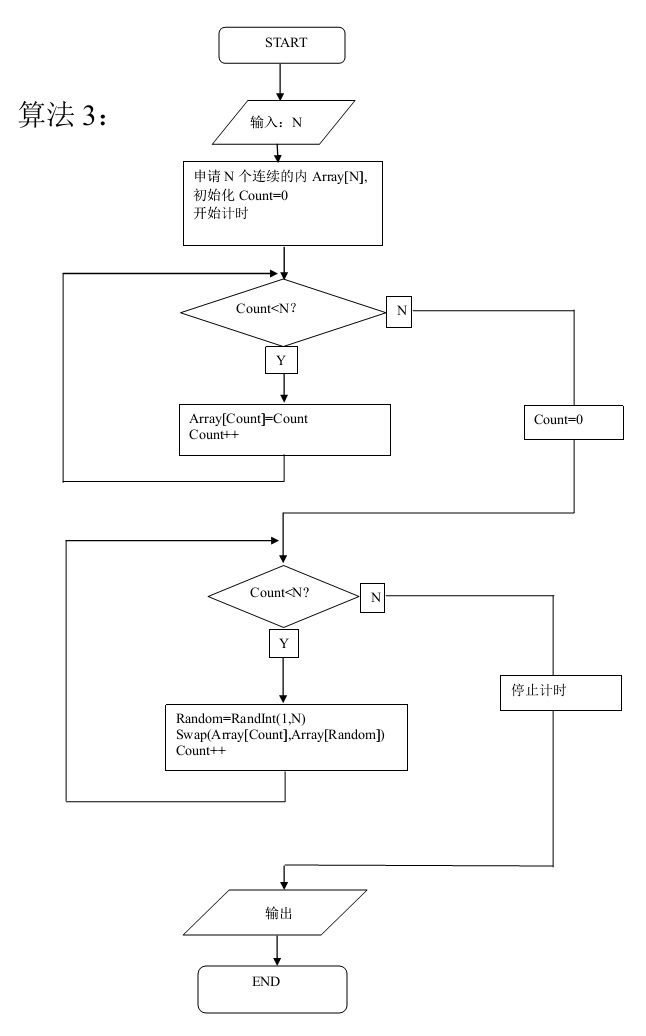 START
算法 3：
输入：N
申请 N 个连续的内 Array[N],
初始化 Count=0
开始计时
Count<N?
N
Y
Array[Count]=Count
Count++
Count=0
Count<N?
N
Y
停止计时
Random=RandInt(1,N)
Swap(Array[Count],Array[Random])
Count++
输出
END